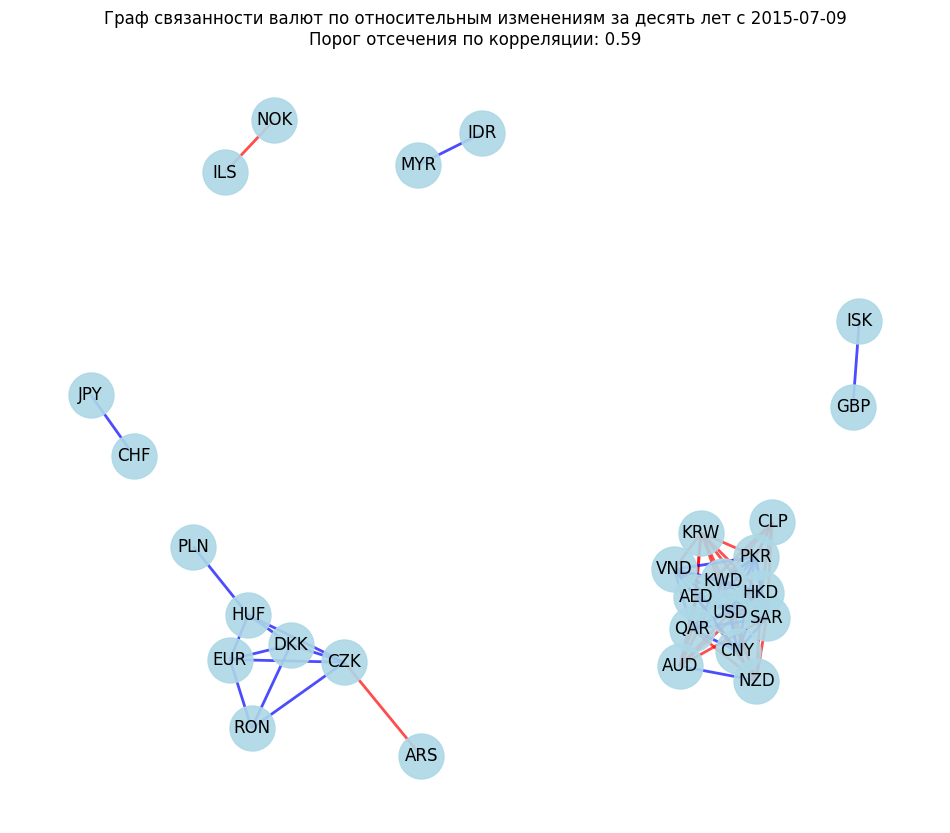 Граф связанности валют по относительным изменениям за десять лет с 2015-07-09
Порог отсечения по корреляции: 0.59
NOK
IDR
MYR
ILS
ISK
JPY
GBP
CHF
CLP
KRW
PLN
PKR
VND
KWD
HKD
AED
USD
HUF
SAR
QAR
DKK
CNY
EUR
CZK
AUD
NZD
RON
ARS